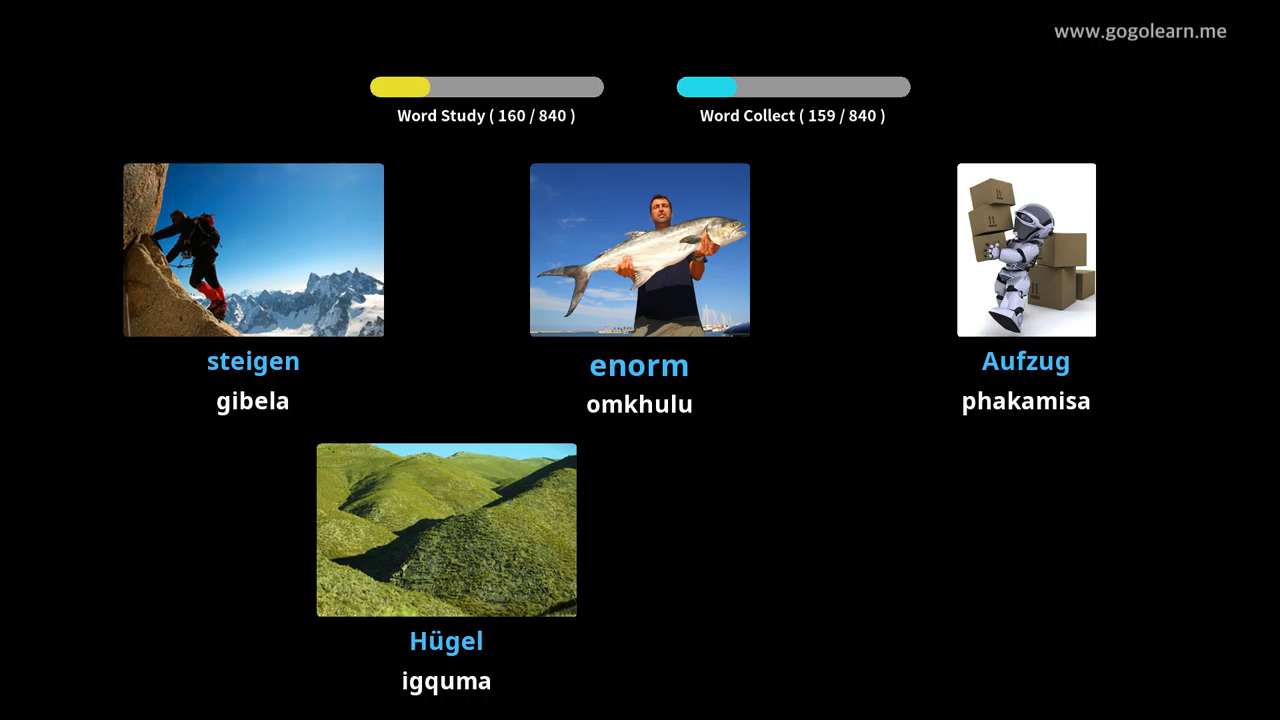 www.gogolearn.me
Word Study ( 160 / 840 )
Word Collect ( 159 / 840 )
steigen
gibela
enorm
omkhulu
Aufzug
phakamisa
Hügel
igquma